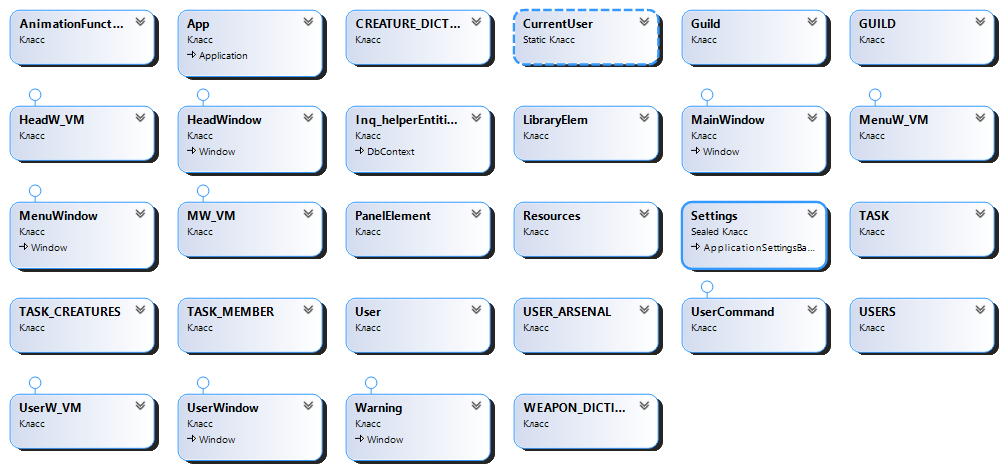 AnimationFunct...
Класс
App
Класс
Application
CREATURE_DICT...
Класс
CurrentUser
Static Класс
Guild
Класс
GUILD
Класс
HeadW_VM
Класс
HeadWindow
Класс
Window
Inq_helperEntiti...
Класс
DbContext
LibraryElem
Класс
MainWindow
Класс
Window
MenuW_VM
Класс
MenuWindow
Класс
Window
MW_VM
Класс
PanelElement
Класс
Resources
Класс
Settings
Sealed Класс
ApplicationSettingsBa...
TASK
Класс
TASK_CREATURES
Класс
TASK_MEMBER
Класс
User
Класс
USER_ARSENAL
Класс
UserCommand
Класс
USERS
Класс
UserW_VM
Класс
UserWindow
Класс
Window
Warning
Класс
Window
WEAPON_DICTI...
Класс